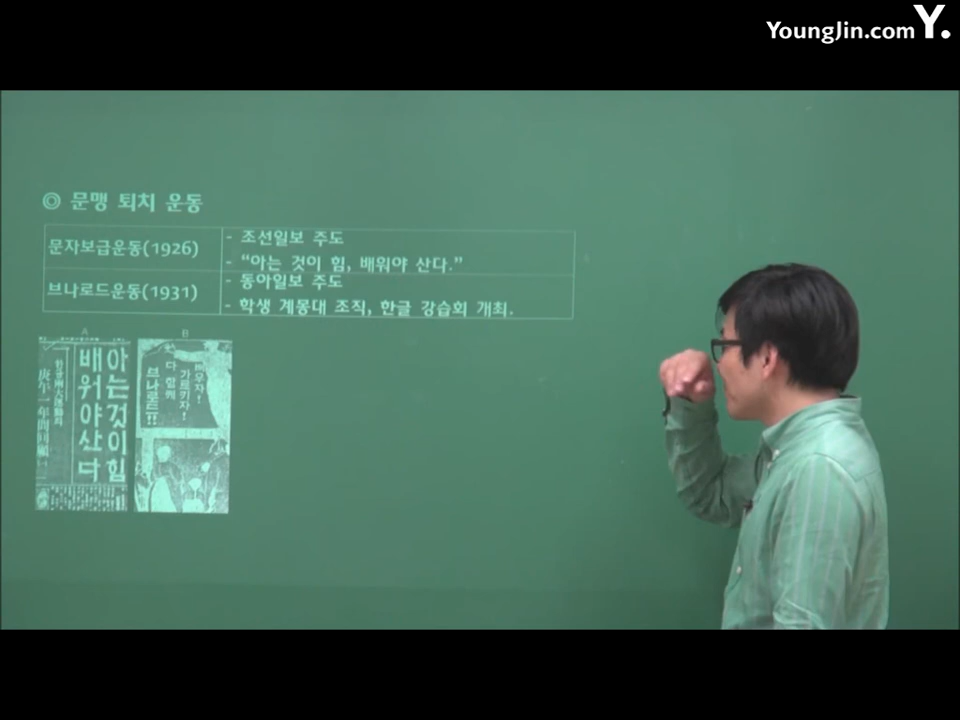 YoungJin.com Y.
◎ 문맹 퇴치 운동
문자보급운동(1926)
- 조선일보 주도
- “아는 것이 힘, 배워야 산다.”
브나로드운동(1931)
- 동아일보 주도
- 학생 계몽대 조직, 한글 강습회 개최.
A
B
아는것이힘
배워야산다
배우자!
가르키자!
다함께
브나로드!!